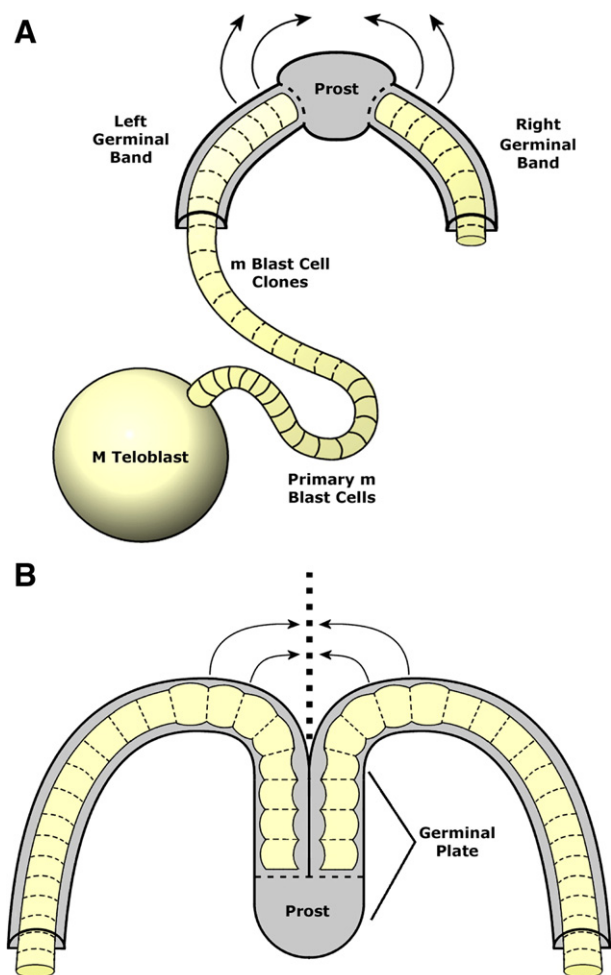 A
Prost
Left
Germinal
Band
Right
Germinal
Band
m Blast Cell
Clones
M Teloblast
Primary m
Blast Cells
B
Germinal
Plate
Prost